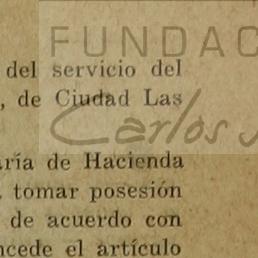 FUNDAC
del servicio del
, de Ciudad Las
Carlos
aría de Hacienda
tomar posesión
de acuerdo con
ncede el artículo